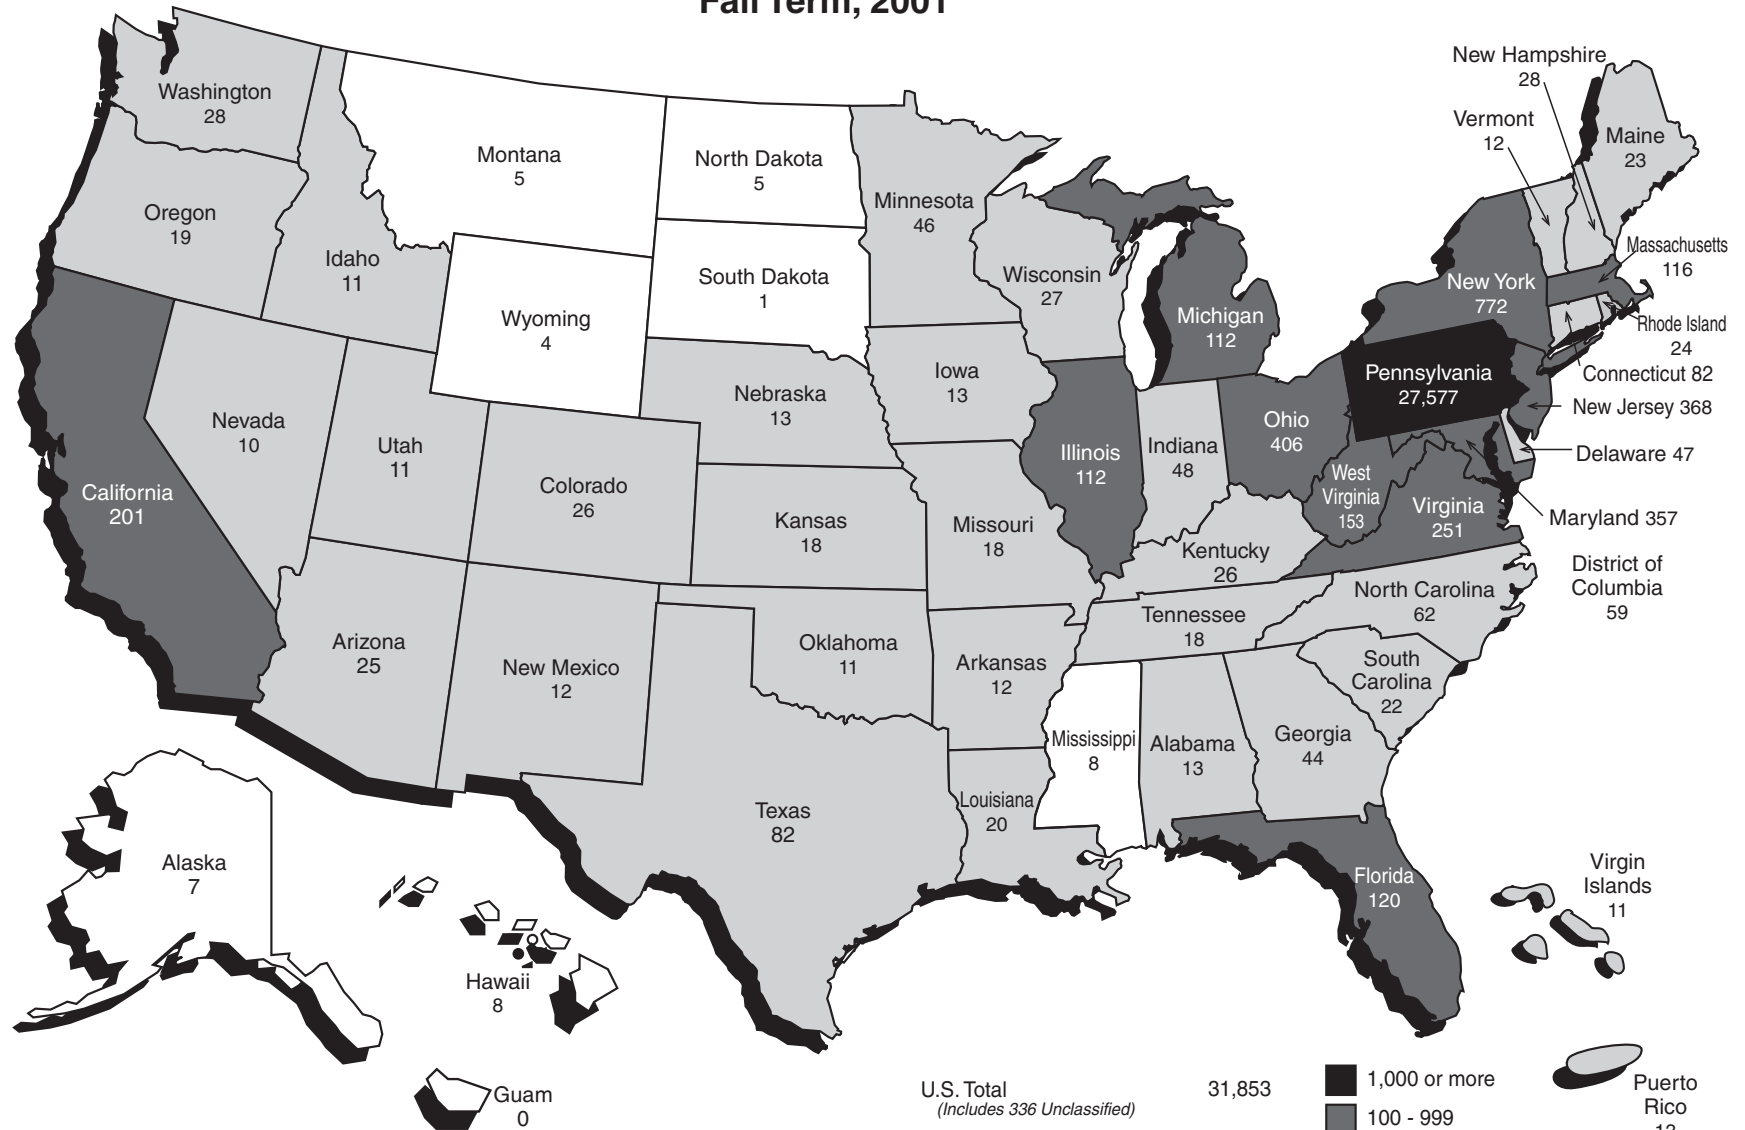 Fall Term, 2001
Washington
28
Oregon
19
Idaho
11
Montana
5
Wyoming
4
North Dakota
5
South Dakota
1
Minnesota
46
Wisconsin
27
Michigan
112
New Hampshire
28
Vermont
12
Maine
23
Massachusetts
116
New York
772
Rhode Island
24
Connecticut 82
Pennsylvania
27,577
New Jersey 368
Delaware 47
Maryland 357
District of
Columbia
59
California
201
Nevada
10
Utah
11
Colorado
26
Nebraska
13
Iowa
13
Kansas
18
Missouri
18
Illinois
112
Indiana
48
Ohio
406
West
Virginia
153
Virginia
251
Kentucky
26
Tennessee
18
North Carolina
62
South
Carolina
22
Arizona
25
New Mexico
12
Oklahoma
11
Arkansas
12
Texas
82
Louisiana
20
Mississippi
8
Alabama
13
Georgia
44
Florida
120
Alaska
7
Hawaii
8
Guam
0
Virgin
Islands
11
Puerto
Rico
U.S. Total 31,853
(Includes 336 Unclassified)
1,000 or more
100 - 999